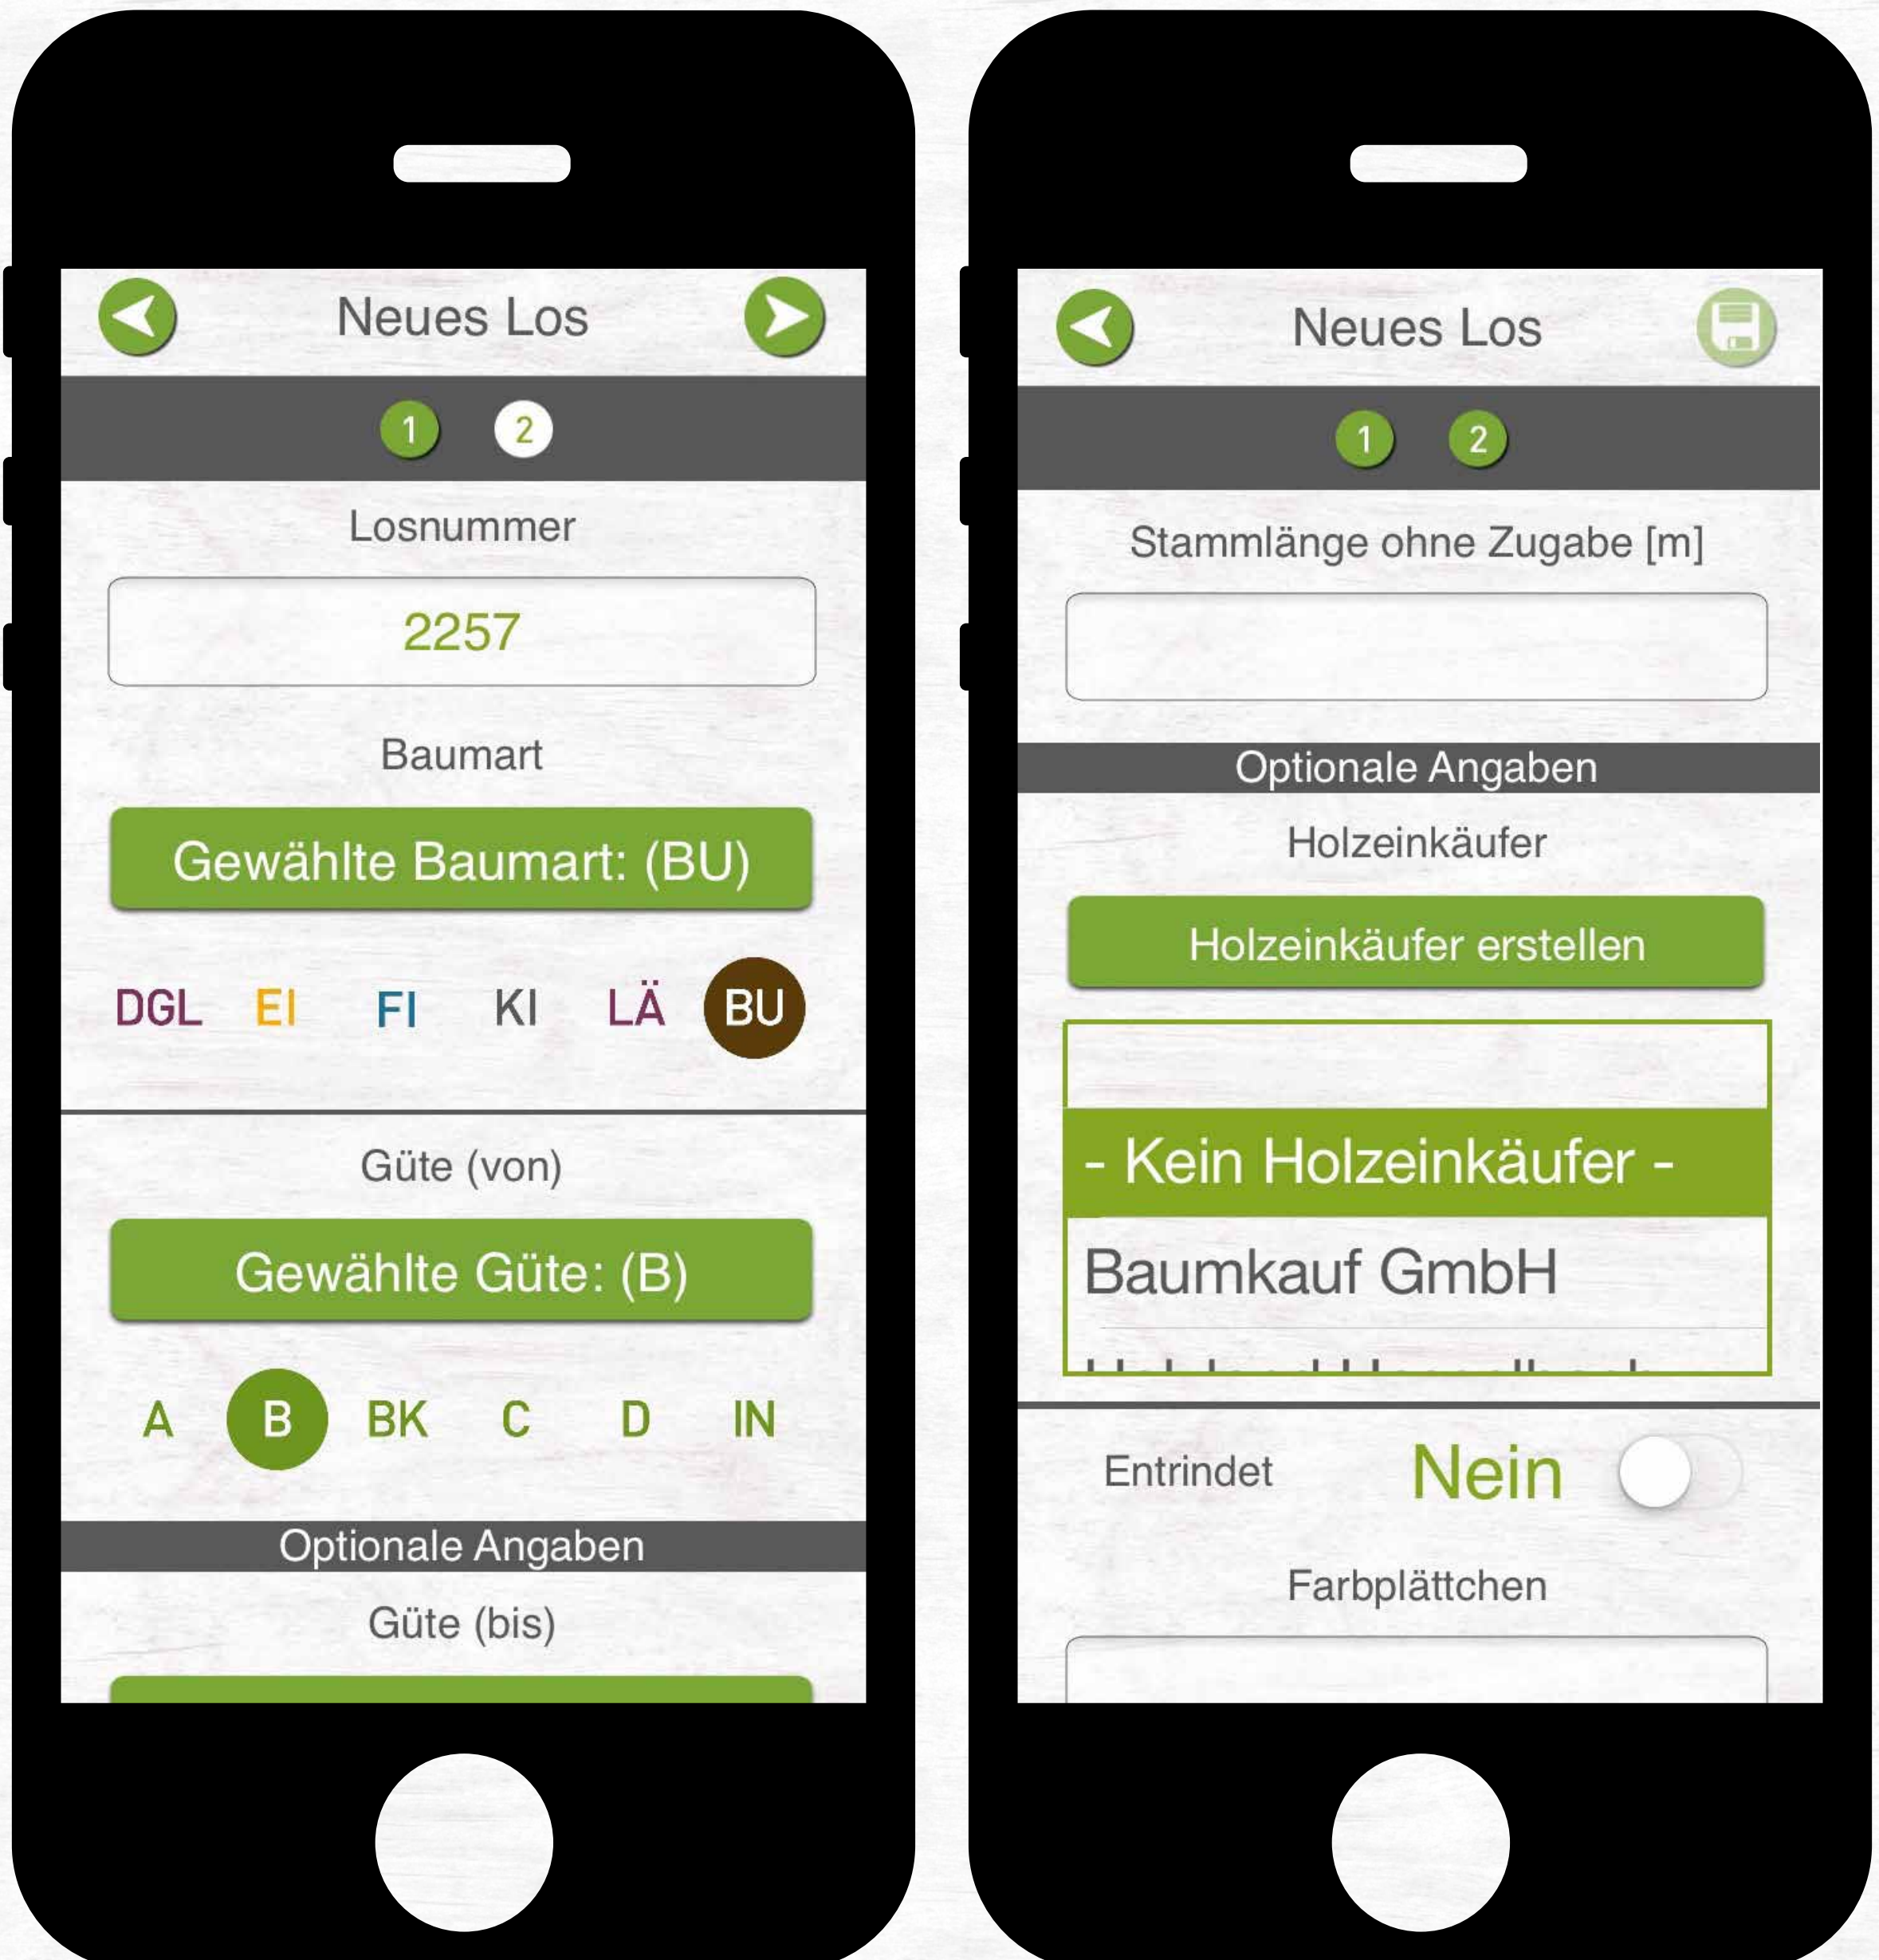 Neues Los
1 2
Losnummer
2257
Baumart
Gewählte Baumart: (BU)
DGL EI FI KI LÄ BU
Güte (von)
Gewählte Güte: (B)
A B BK C D IN
Optionale Angaben
Güte (bis)
Neues Los
1 2
Stammlänge ohne Zugabe [m]
Optionale Angaben
Holzeinkäufer
Holzeinkäufer erstellen
- Kein Holzeinkäufer -
Baumkauf GmbH
Entrindet Nein
Farbplättchen